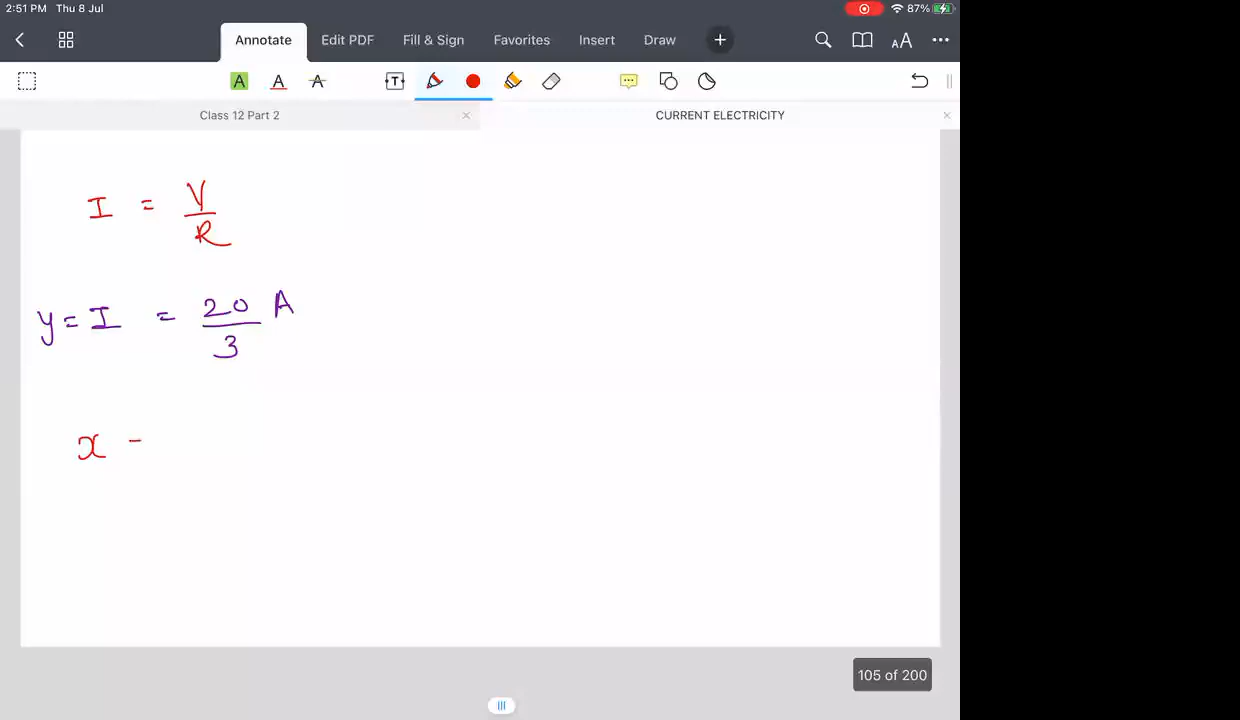 2:51 PM Thu 8 Jul 87%
Annotate Edit PDF Fill & Sign Favorites Insert Draw
A A A T
Class 12 Part 2 CURRENT ELECTRICITY
I = V/R
y = I = 20/3 A
x -
105 of 200